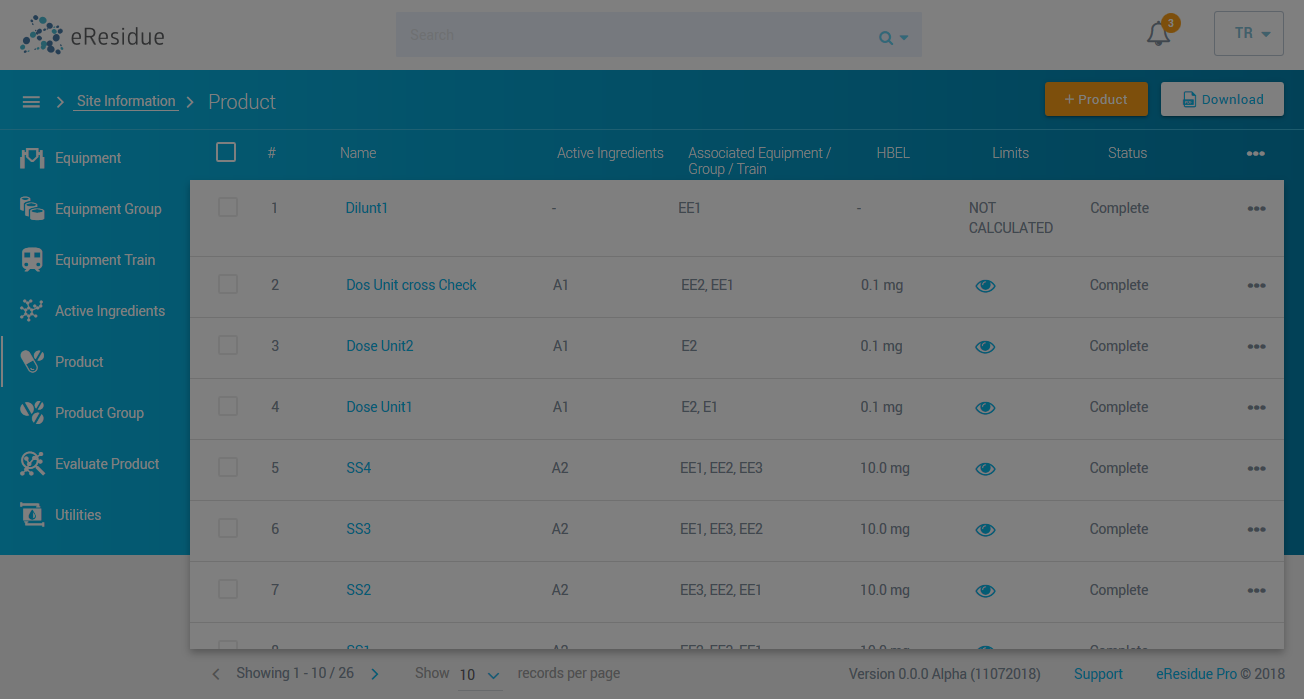 eResidue
Search
3
TR
Site Information
Product
+ Product
Download
Equipment
Equipment Group
Equipment Train
Active Ingredients
Product
Product Group
Evaluate Product
Utilities
# Name Active Ingredients Associated Equipment / Group / Train HBEL Limits Status
1 Dilunt1 - EE1 - NOT CALCULATED Complete
2 Dos Unit cross Check A1 EE2, EE1 0.1 mg Complete
3 Dose Unit2 A1 E2 0.1 mg Complete
4 Dose Unit1 A1 E2, E1 0.1 mg Complete
5 SS4 A2 EE1, EE2, EE3 10.0 mg Complete
6 SS3 A2 EE1, EE3, EE2 10.0 mg Complete
7 SS2 A2 EE3, EE2, EE1 10.0 mg Complete
Showing 1 - 10 / 26
Show 10 records per page
Version 0.0.0 Alpha (11072018)
Support
eResidue Pro © 2018